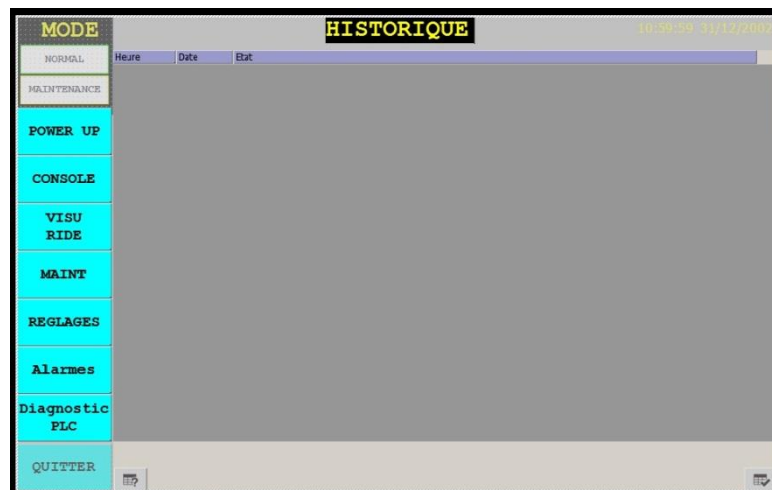 MODE
HISTORIQUE
10:59:59 31/12/2002
NORMAL
Heure Date Etat
MAINTENANCE
POWER UP
CONSOLE
VISU
RIDE
MAINT
REGLAGES
Alarmes
Diagnostic
PLC
QUITTER